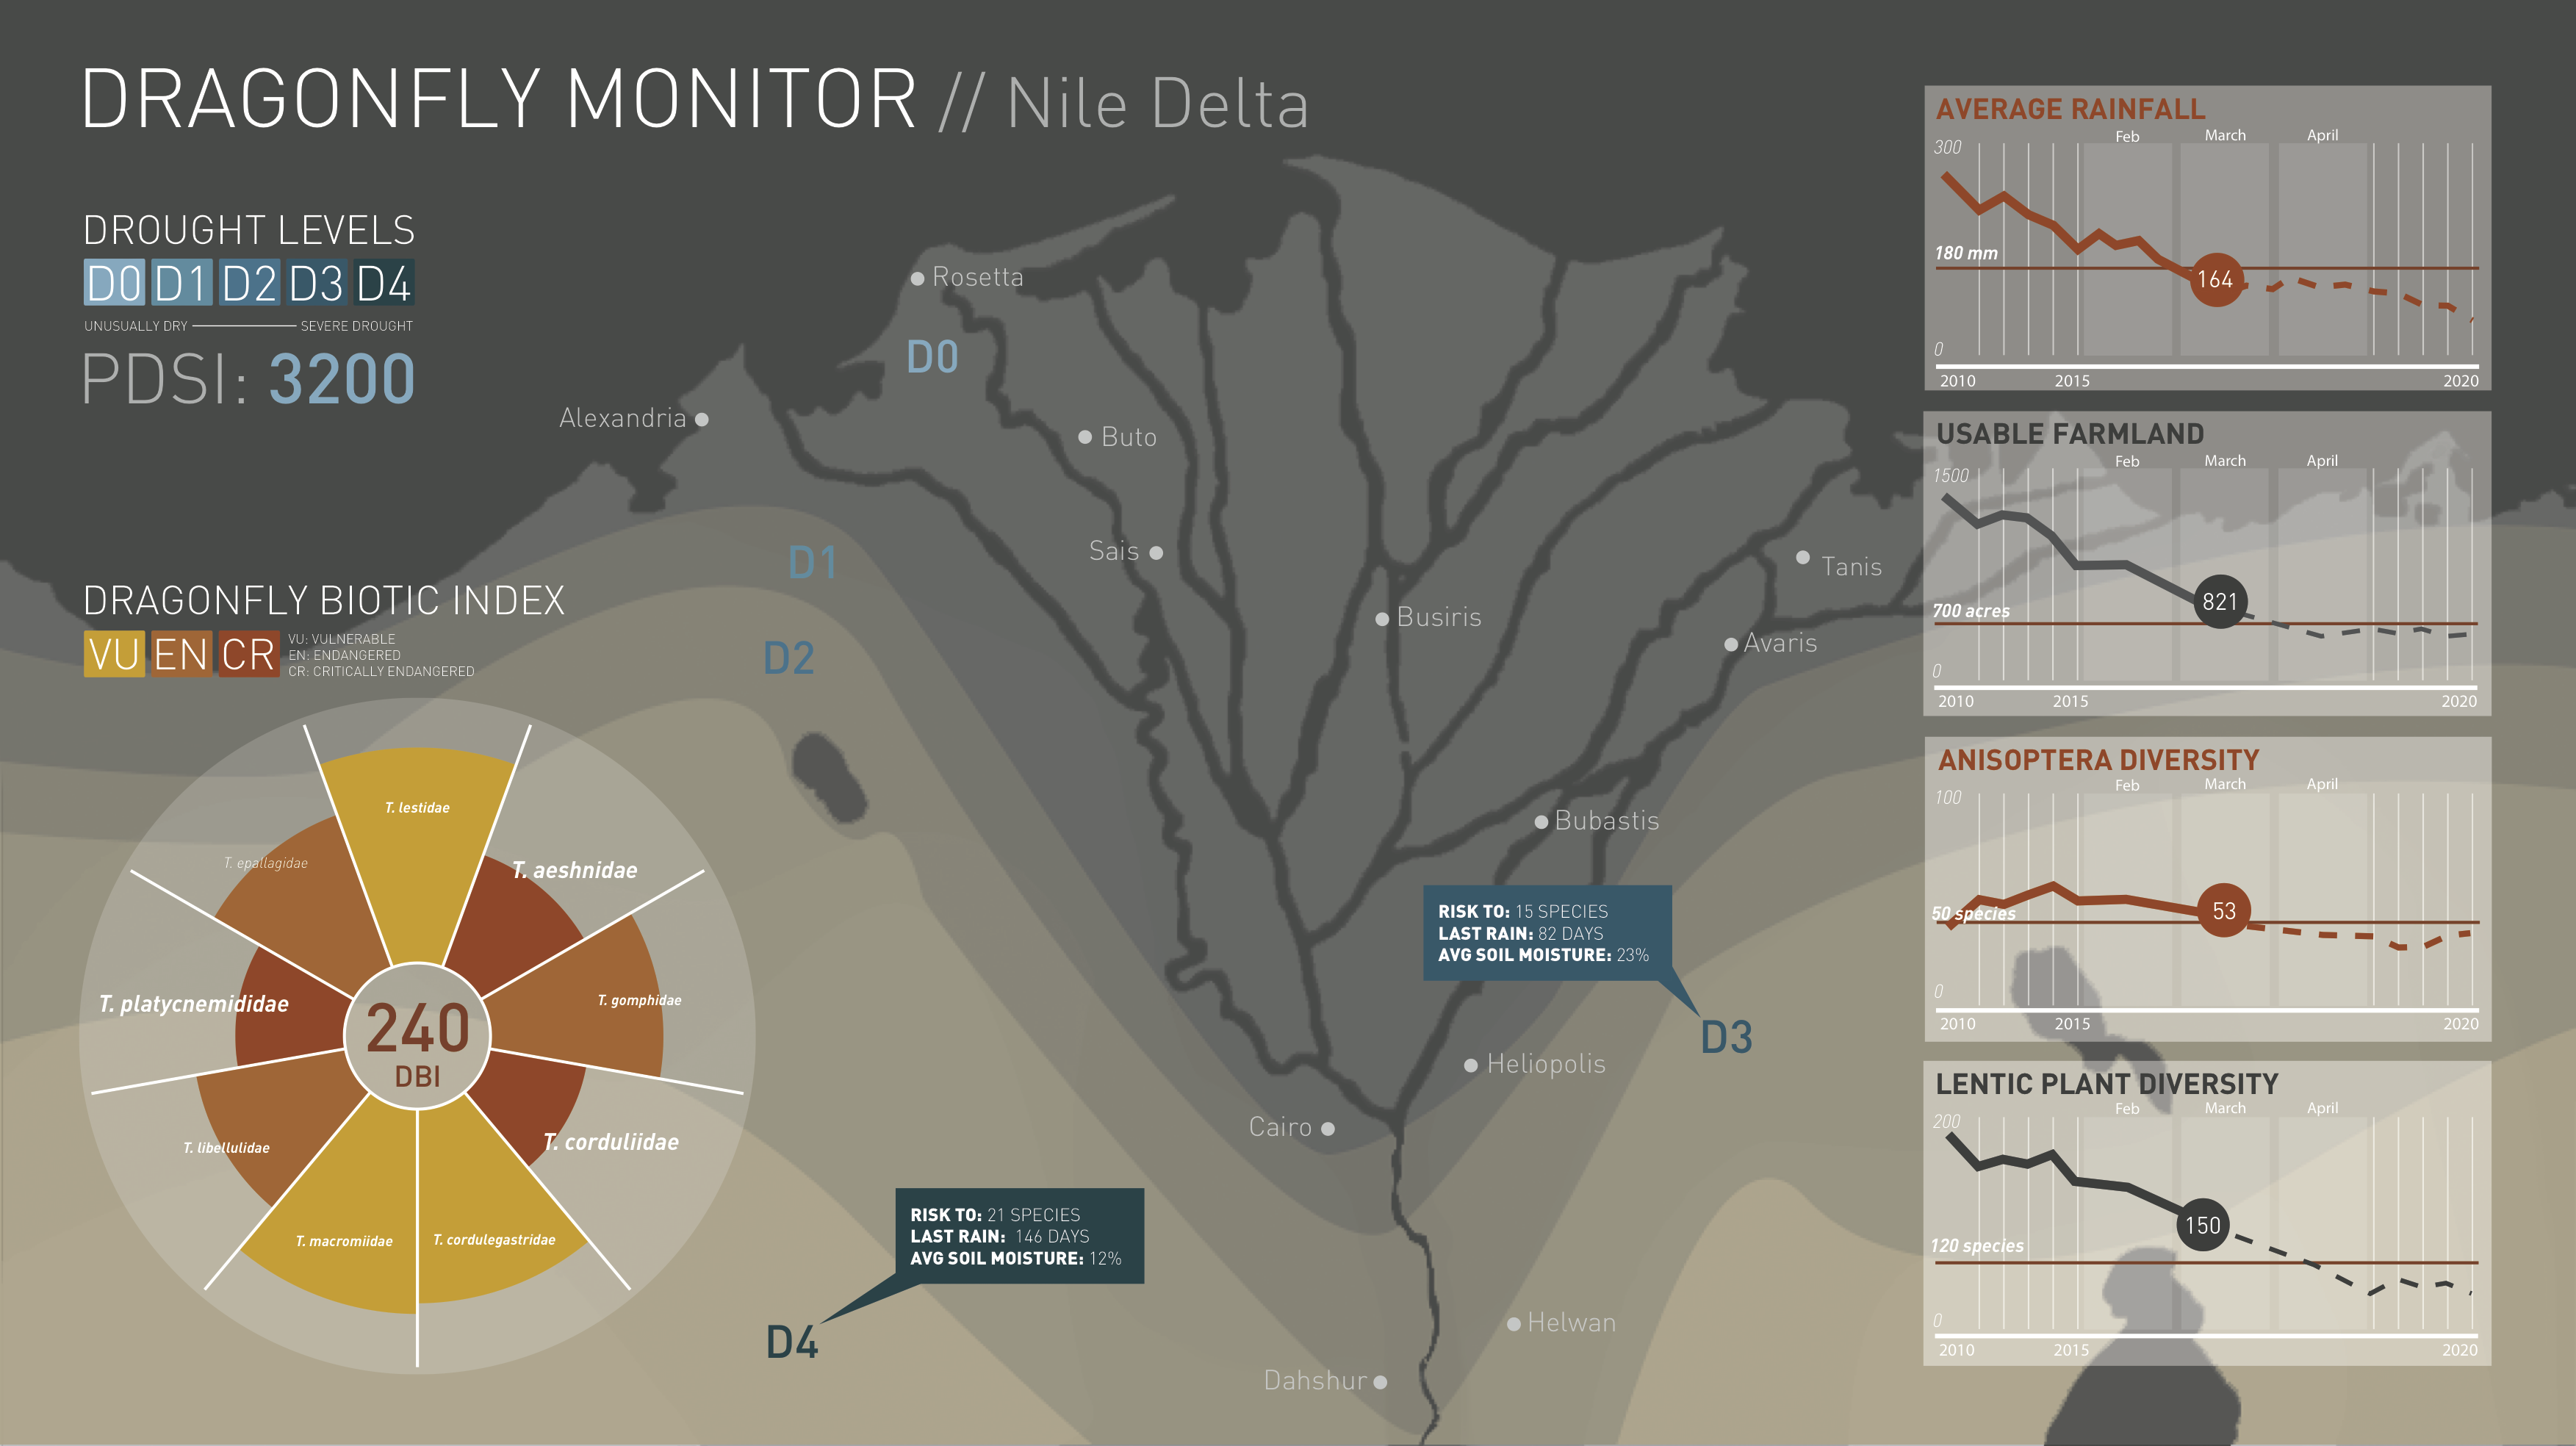 DRAGONFLY MONITOR // Nile Delta
DROUGHT LEVELS
D0 D1 D2 D3 D4
UNUSUALLY DRY SEVERE DROUGHT
PDSI: 3200
DRAGONFLY BIOTIC INDEX
VU EN CR
VU: VULNERABLE
EN: ENDANGERED
CR: CRITICALLY ENDANGERED
T. lestidae
T. aeshnidae
T. gomphidae
T. corduliidae
T. cordulegastridae
T. macromiidae
T. libellulidae
T. platycnemididae
T. epallagidae
240
DBI
Rosetta
D0
Alexandria
Buto
D1
Sais
Tanis
D2
Busiris
Avaris
Bubastis
RISK TO: 15 SPECIES
LAST RAIN: 82 DAYS
AVG SOIL MOISTURE: 23%
D3
Heliopolis
Cairo
RISK TO: 21 SPECIES
LAST RAIN: 146 DAYS
AVG SOIL MOISTURE: 12%
D4
Helwan
Dahshur
AVERAGE RAINFALL
Feb March April
300
180 mm
164
0
2010 2015 2020
USABLE FARMLAND
Feb March April
1500
821
700 acres
0
2010 2015 2020
ANISOPTERA DIVERSITY
Feb March April
100
53
50 species
0
2010 2015 2020
LENTIC PLANT DIVERSITY
Feb March April
200
150
120 species
0
2010 2015 2020